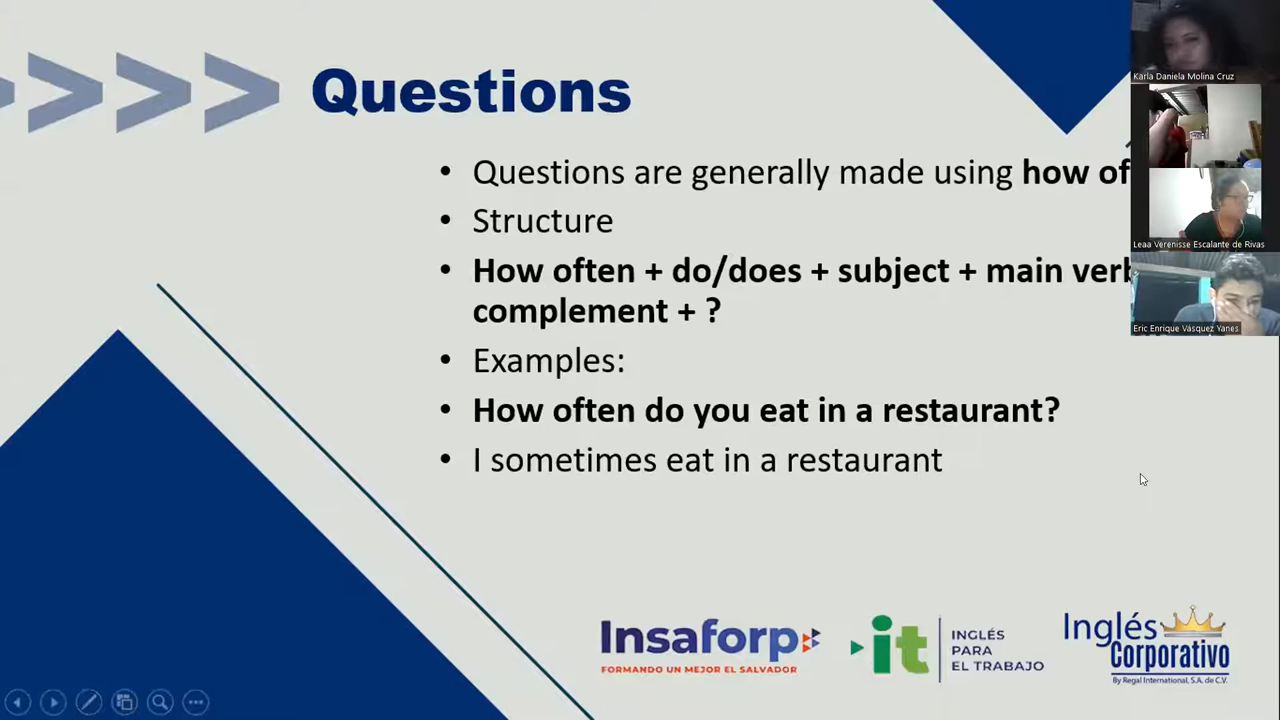 Questions
• Questions are generally made using how of
• Structure
• How often + do/does + subject + main verb
complement + ?
• Examples:
• How often do you eat in a restaurant?
• I sometimes eat in a restaurant
Karla Daniela Molina Cruz
Leaa Verenisse Escalante de Rivas
Eric Enrique Vásquez Yanes
Insaforp
FORMANDO UN MEJOR EL SALVADOR
it
INGLÉS
PARA
EL TRABAJO
Inglés
Corporativo
By Regal International, S.A. de C.V.